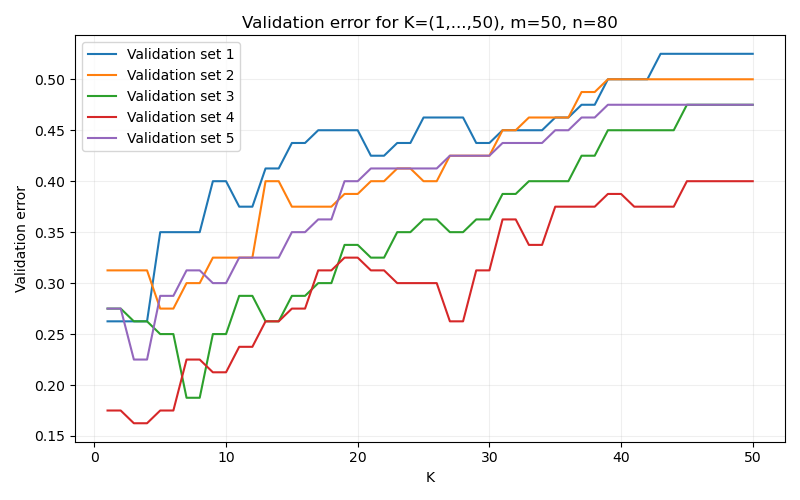 Validation error for K=(1,...,50), m=50, n=80
Validation set 1
Validation set 2
Validation set 3
Validation set 4
Validation set 5
0.50
0.45
0.40
0.35
0.30
0.25
0.20
0.15
Validation error
0 10 20 30 40 50
K